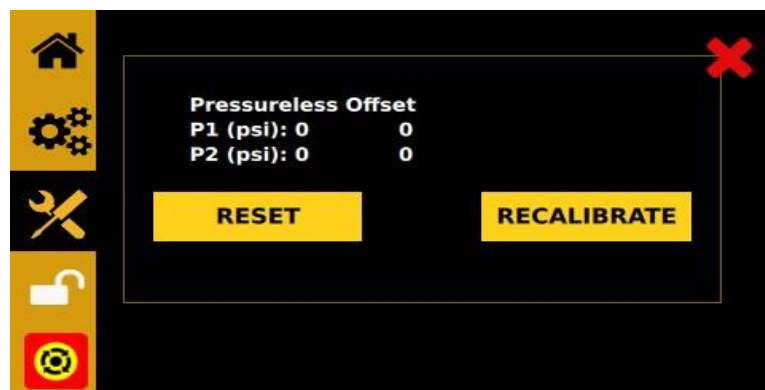 Pressureless Offset
P1 (psi): 0 0
P2 (psi): 0 0
RESET RECALIBRATE